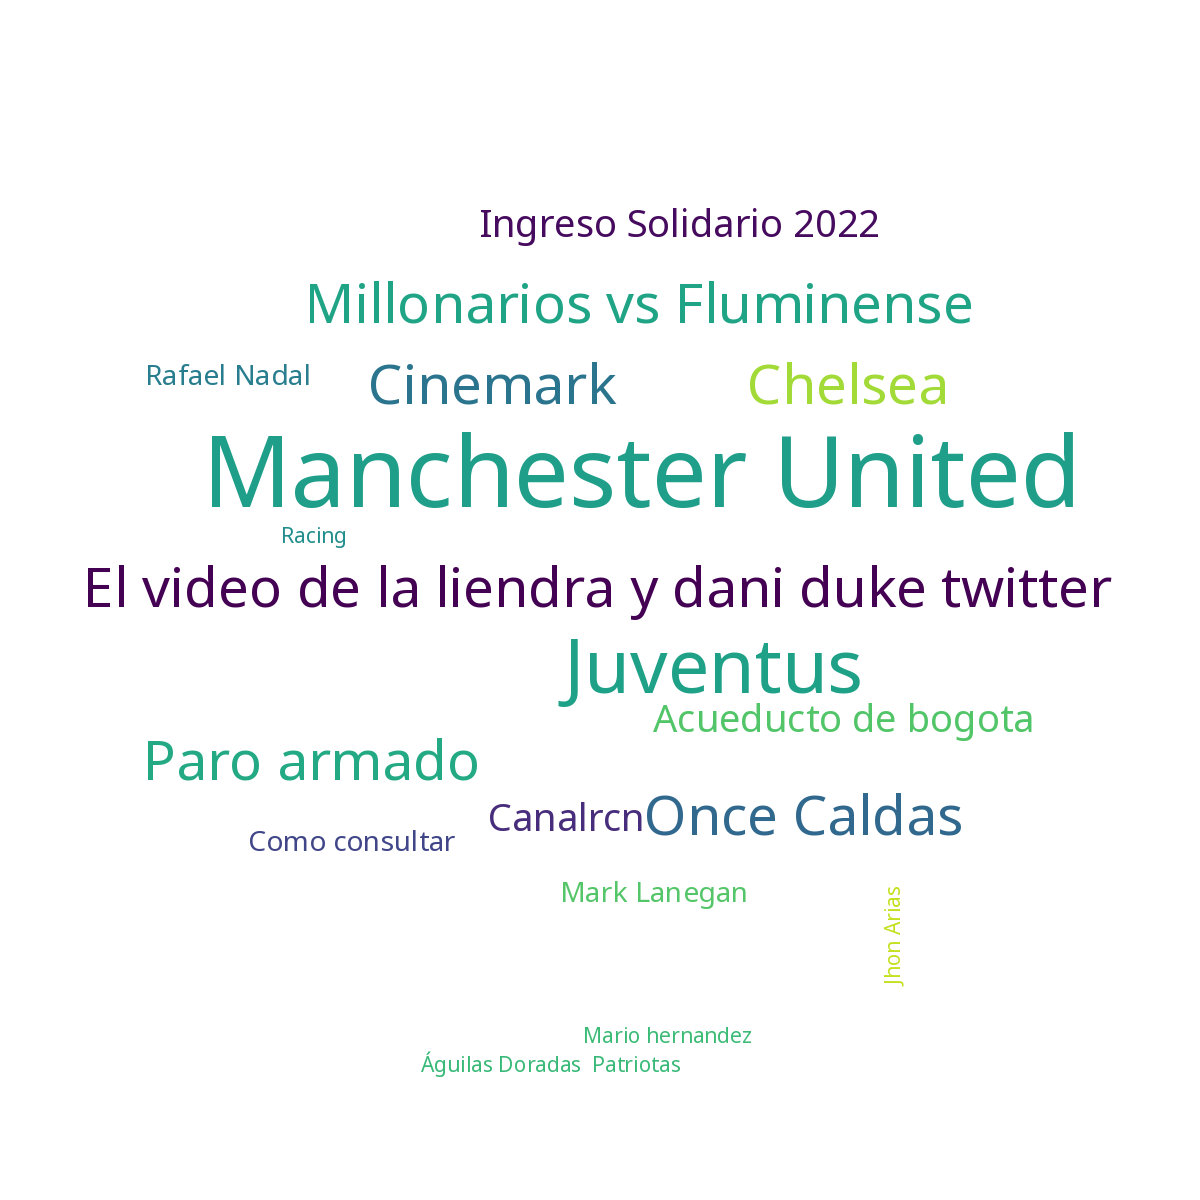 Ingreso Solidario 2022
Millonarios vs Fluminense
Rafael Nadal
Cinemark
Chelsea
Manchester United
Racing
El video de la liendra y dani duke twitter
Juventus
Acueducto de bogota
Paro armado
Canalrcn
Once Caldas
Como consultar
Mark Lanegan
Jhon Arias
Mario hernandez
Águilas Doradas
Patriotas